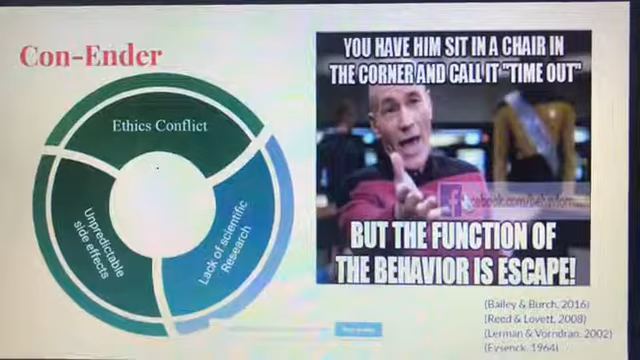 Con-Ender
Ethics Conflict
Unpredictable
side effects
Lack of scientific
Research
YOU HAVE HIM SIT IN A CHAIR IN
THE CORNER AND CALL IT "TIME OUT"
BUT THE FUNCTION OF
THE BEHAVIOR IS ESCAPE!
(Bailey & Burch, 2016)
(Reed & Lovett, 2008)
(Lerman & Vorndran, 2002)
(Eysenck, 1964)